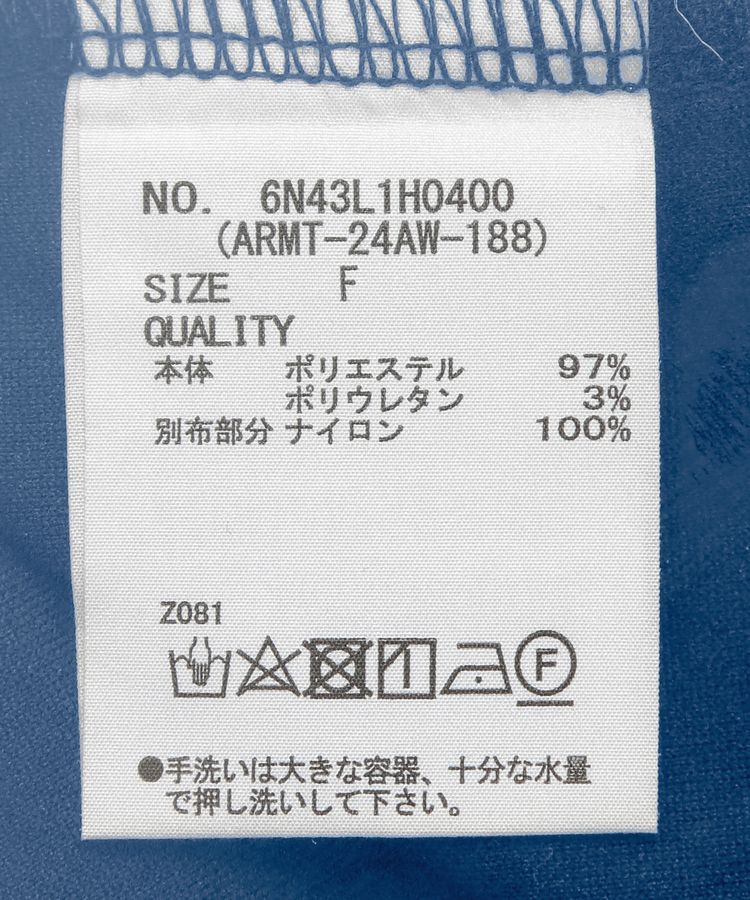 NO. 6N43L1H0400
(ARMT-24AW-188)
SIZE F
QUALITY
本体 ポリエステル 97%
ポリウレタン 3%
別布部分 ナイロン 100%
Z081
F
●手洗いは大きな容器、十分な水量
で押し洗いして下さい。